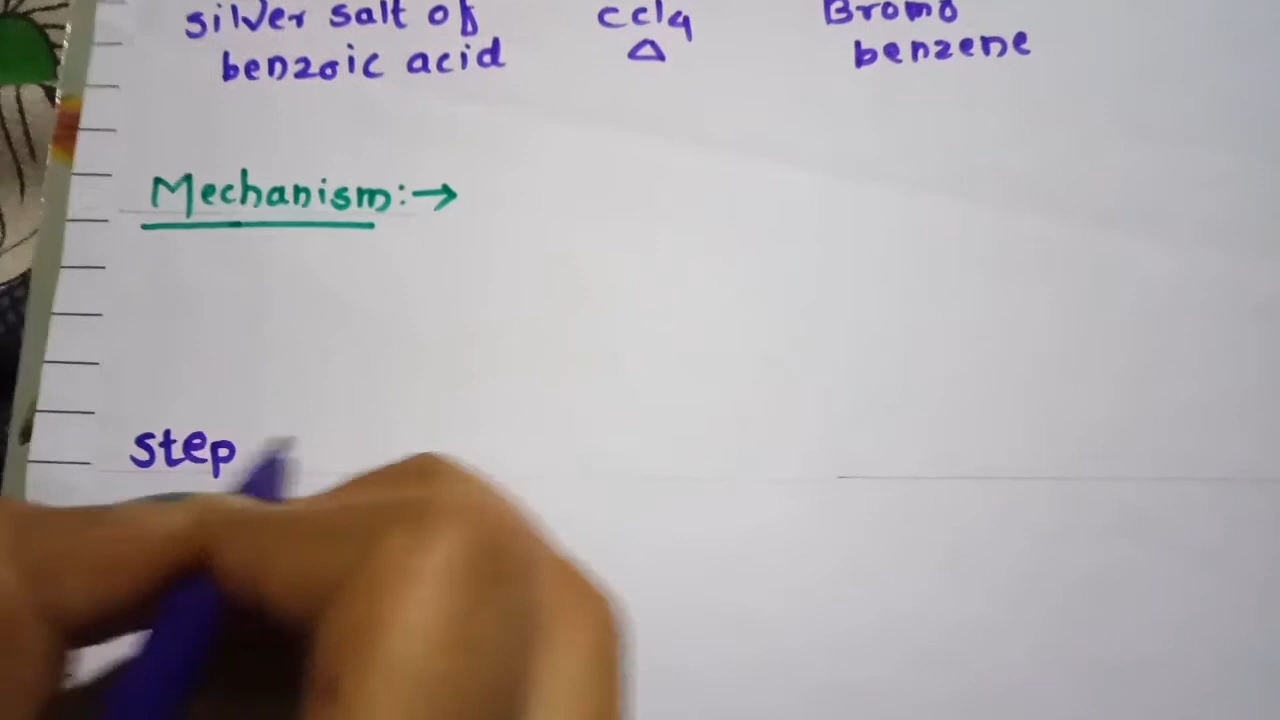 silver salt of ccl4 Bromo
benzoic acid Δ benzene
Mechanism:→
step